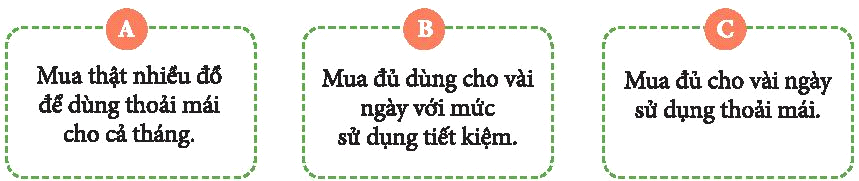 A
Mua thật nhiều đồ
để dùng thoải mái
cho cả tháng.
B
Mua đủ dùng cho vài
ngày với mức
sử dụng tiết kiệm.
C
Mua đủ cho vài ngày
sử dụng thoải mái.